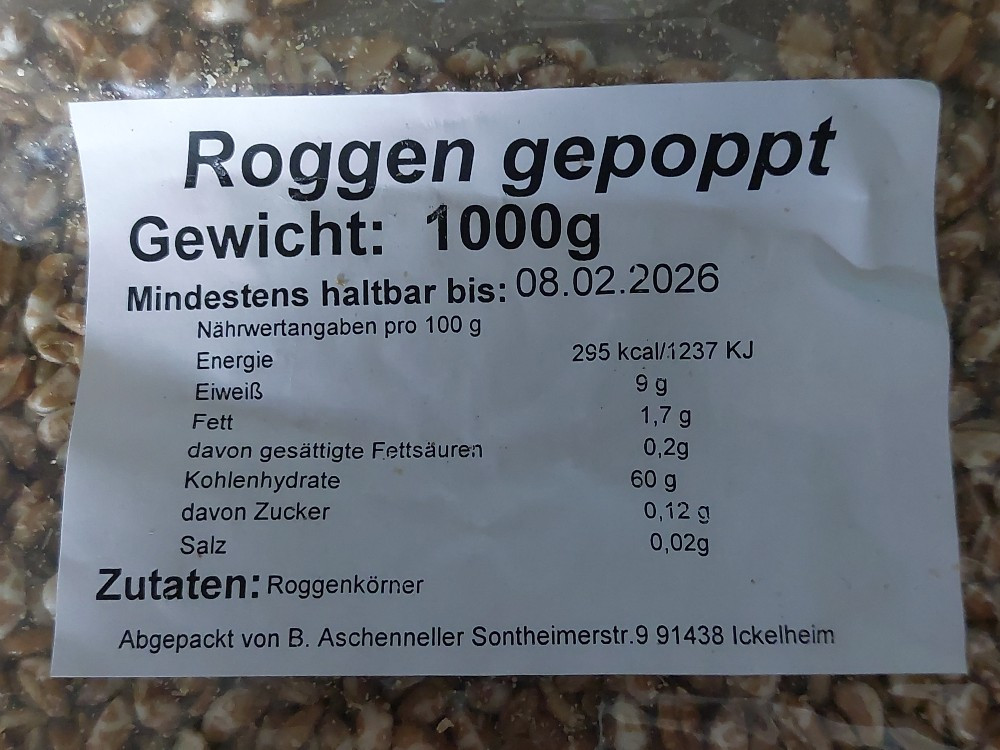 Roggen gepoppt
Gewicht: 1000g
Mindestens haltbar bis: 08.02.2026
Nährwertangaben pro 100 g
Energie 295 kcal/1237 KJ
Eiweiß 9 g
Fett 1,7 g
davon gesättigte Fettsäuren 0,2g
Kohlenhydrate 60 g
davon Zucker 0,12 g
Salz 0,02g
Zutaten: Roggenkörner
Abgepackt von B. Aschenneller Sontheimerstr.9 91438 Ickelheim